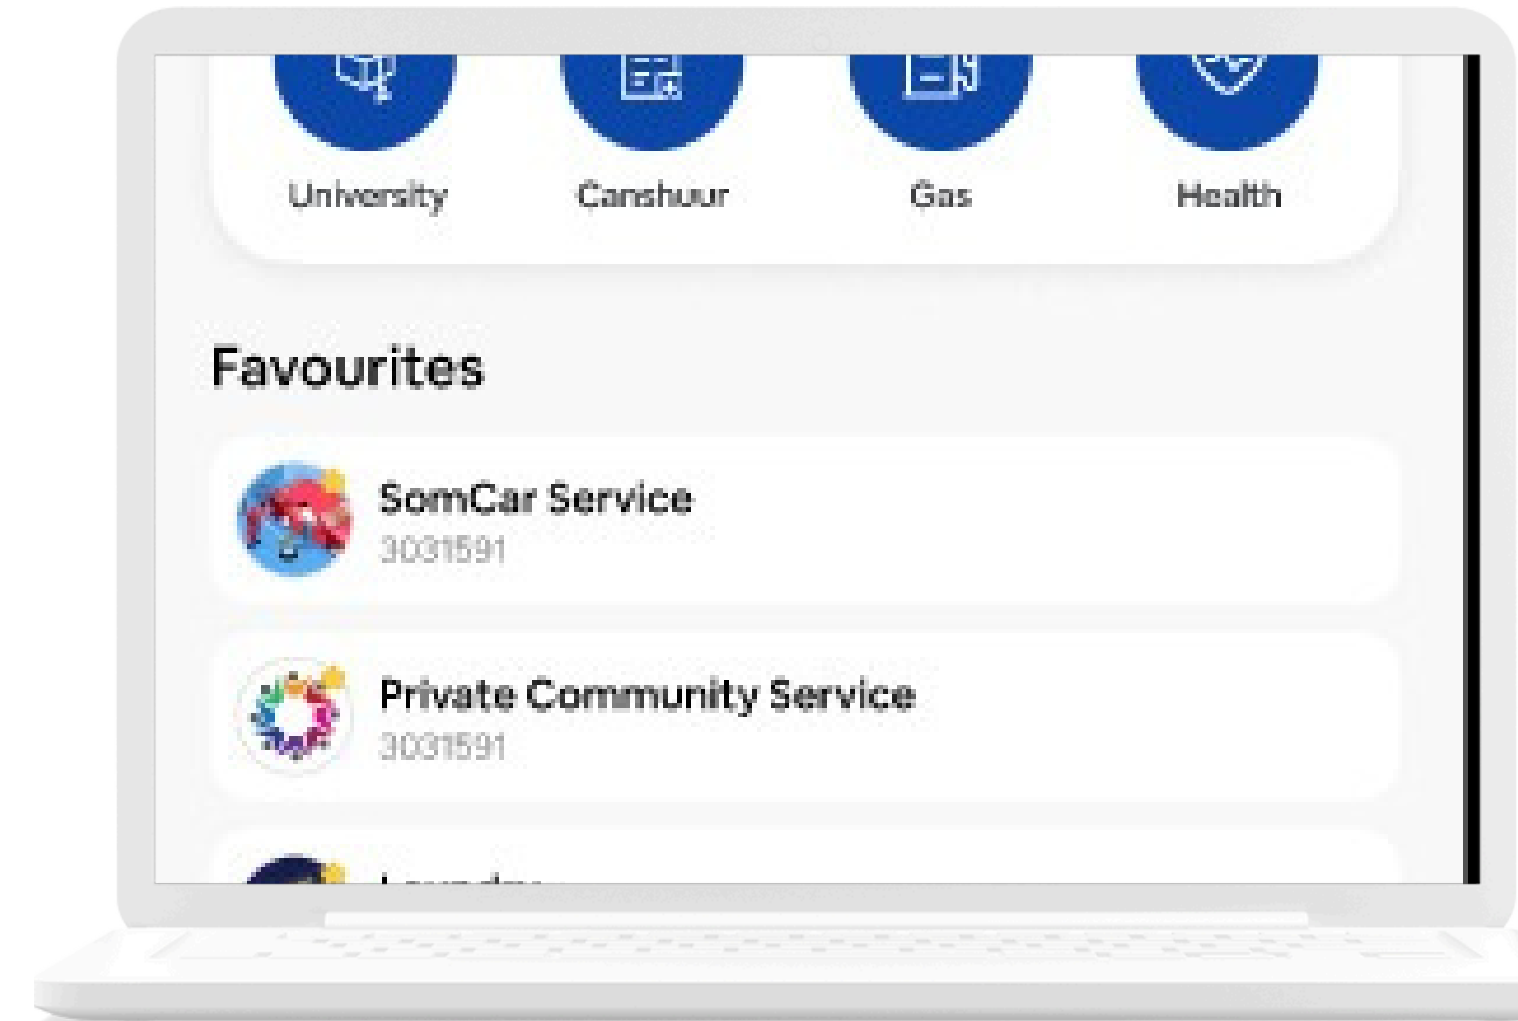 University Canshuur Gas Health
Favourites
SomCar Service
3031591
Private Community Service
3031591